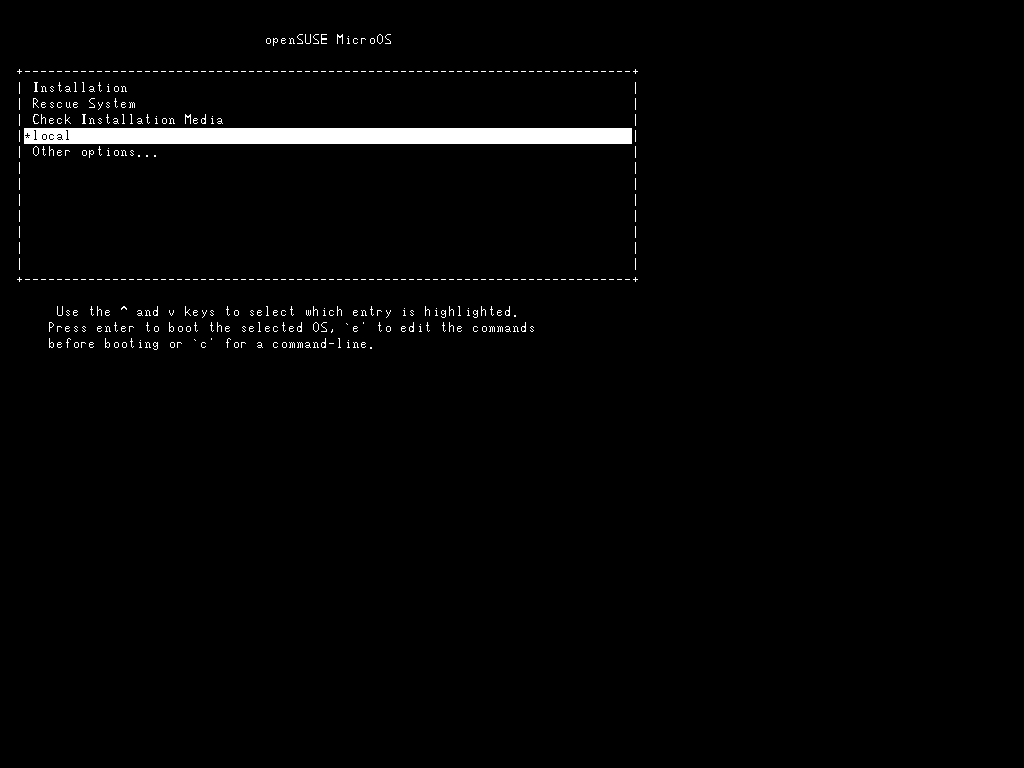 openSUSE MicroOS
+----------------------------------------------------------------------------+
| Installation |
| Rescue System |
| Check Installation Media |
|*local |
| Other options... |
| |
| |
| |
| |
| |
| |
| |
+----------------------------------------------------------------------------+
Use the ^ and v keys to select which entry is highlighted.
Press enter to boot the selected OS, `e' to edit the commands
before booting or `c' for a command-line.